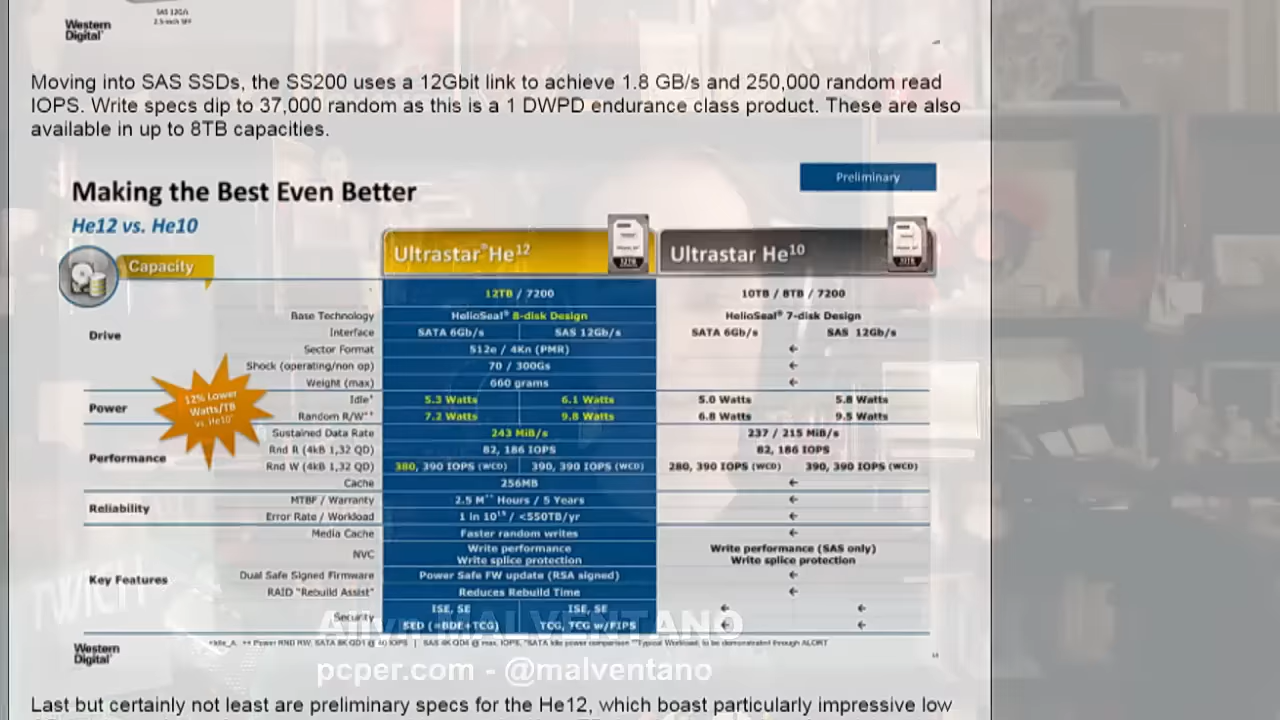 SAS 12G/s
2.5-inch SFF
Western
Digital
Moving into SAS SSDs, the SS200 uses a 12Gbit link to achieve 1.8 GB/s and 250,000 random read
IOPS. Write specs dip to 37,000 random as this is a 1 DWPD endurance class product. These are also
available in up to 8TB capacities.
Making the Best Even Better
Preliminary
He12 vs. He10
Capacity
Ultrastar® He12
Ultrastar He10
12TB / 7200
10TB / 8TB / 7200
Drive
Base Technology
HelioSeal® 8-disk Design
HelioSeal® 7-disk Design
Interface
SATA 6Gb/s
SAS 12Gb/s
SATA 6Gb/s
SAS 12Gb/s
Sector Format
512e / 4Kn (PMR)
←
Shock (operating/non op)
70 / 300Gs
←
Weight (max)
660 grams
←
12% Lower
Watts/TB
vs. He10
Power
Idle*
5.3 Watts
6.1 Watts
5.0 Watts
5.8 Watts
Random R/W**
7.2 Watts
9.8 Watts
6.8 Watts
9.5 Watts
Performance
Sustained Data Rate
243 MiB/s
237 / 215 MiB/s
Rnd R (4kB 1,32 QD)
82, 186 IOPS
82, 186 IOPS
Rnd W (4kB 1,32 QD)
380, 390 IOPS (WCD)
390, 390 IOPS (WCD)
280, 390 IOPS (WCD)
390, 390 IOPS (WCD)
Cache
256MB
←
Reliability
MTBF / Warranty
2.5 M** Hours / 5 Years
←
Error Rate / Workload
1 in 10¹⁵ / <550TB/yr
←
Key Features
Media Cache
Faster random writes
←
NVC
Write performance
Write splice protection
Write performance (SAS only)
Write splice protection
Dual Safe Signed Firmware
Power Safe FW update (RSA signed)
←
RAID "Rebuild Assist"
Reduces Rebuild Time
←
Security
ISE, SE
ISE, SE
← ←
SED (=BDE+TCG)
TCG, TCG w/FIPS
← ←
Western
Digital
TWICH
MALVENTANO
pcper.com - @malventano
Last but certainly not least are preliminary specs for the He12, which boast particularly impressive low